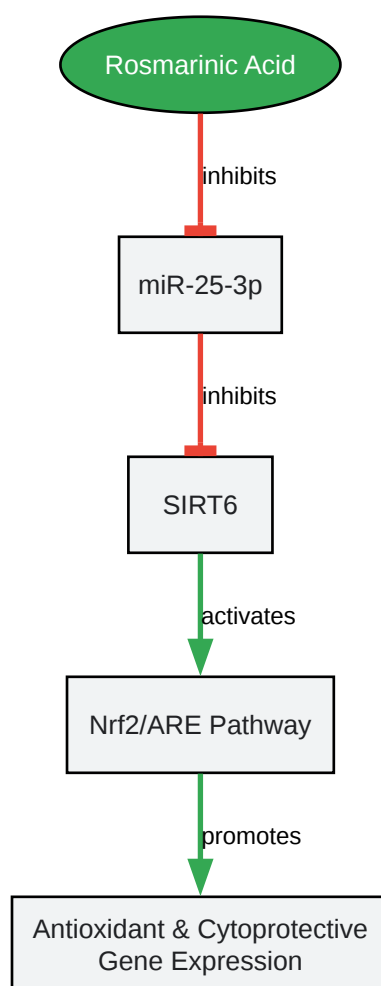 Rosmarinic Acid
inhibits
miR-25-3p
inhibits
SIRT6
activates
Nrf2/ARE Pathway
promotes
Antioxidant & Cytoprotective
Gene Expression